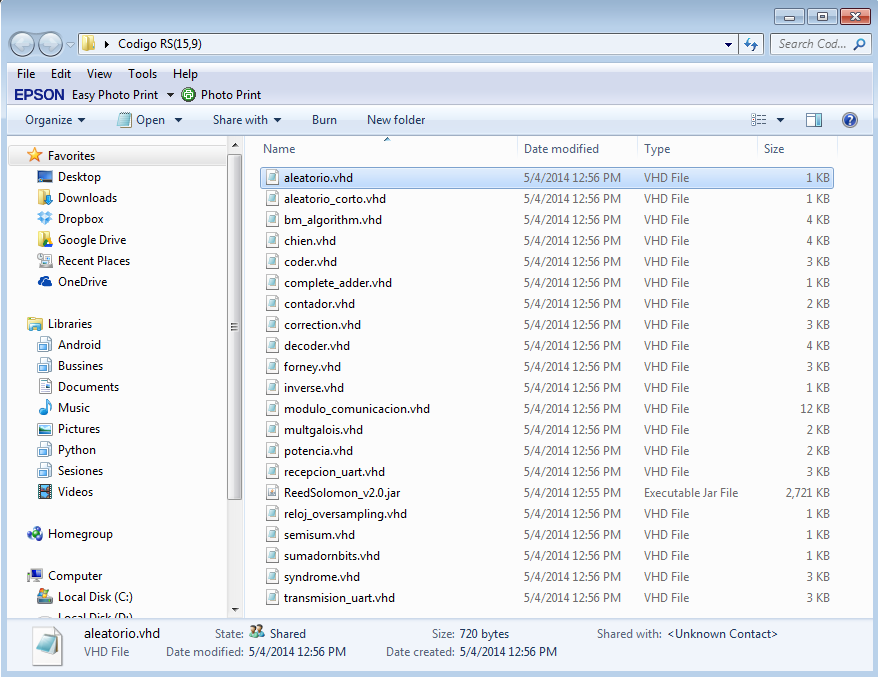 Codigo RS(15,9)
Search Cod...
File Edit View Tools Help
EPSON Easy Photo Print Photo Print
Organize Open Share with Burn New folder
Name Date modified Type Size
Favorites
Desktop
Downloads
Dropbox
Google Drive
Recent Places
OneDrive
Libraries
Android
Bussines
Documents
Music
Pictures
Python
Sesiones
Videos
Homegroup
Computer
Local Disk (C:)
Local Disk (D:)
aleatorio.vhd 5/4/2014 12:56 PM VHD File 1 KB
aleatorio_corto.vhd 5/4/2014 12:56 PM VHD File 1 KB
bm_algorithm.vhd 5/4/2014 12:56 PM VHD File 4 KB
chien.vhd 5/4/2014 12:56 PM VHD File 4 KB
coder.vhd 5/4/2014 12:56 PM VHD File 3 KB
complete_adder.vhd 5/4/2014 12:56 PM VHD File 1 KB
contador.vhd 5/4/2014 12:56 PM VHD File 2 KB
correction.vhd 5/4/2014 12:56 PM VHD File 3 KB
decoder.vhd 5/4/2014 12:56 PM VHD File 4 KB
forney.vhd 5/4/2014 12:56 PM VHD File 3 KB
inverse.vhd 5/4/2014 12:56 PM VHD File 1 KB
modulo_comunicacion.vhd 5/4/2014 12:56 PM VHD File 12 KB
multgalois.vhd 5/4/2014 12:56 PM VHD File 2 KB
potencia.vhd 5/4/2014 12:56 PM VHD File 2 KB
recepcion_uart.vhd 5/4/2014 12:56 PM VHD File 3 KB
ReedSolomon_v2.0.jar 5/4/2014 12:55 PM Executable Jar File 2,721 KB
reloj_oversampling.vhd 5/4/2014 12:56 PM VHD File 1 KB
semisum.vhd 5/4/2014 12:56 PM VHD File 1 KB
sumadornbits.vhd 5/4/2014 12:56 PM VHD File 1 KB
syndrome.vhd 5/4/2014 12:56 PM VHD File 3 KB
transmision_uart.vhd 5/4/2014 12:56 PM VHD File 3 KB
aleatorio.vhd State: Shared Size: 720 bytes Shared with: <Unknown Contact>
VHD File Date modified: 5/4/2014 12:56 PM Date created: 5/4/2014 12:56 PM